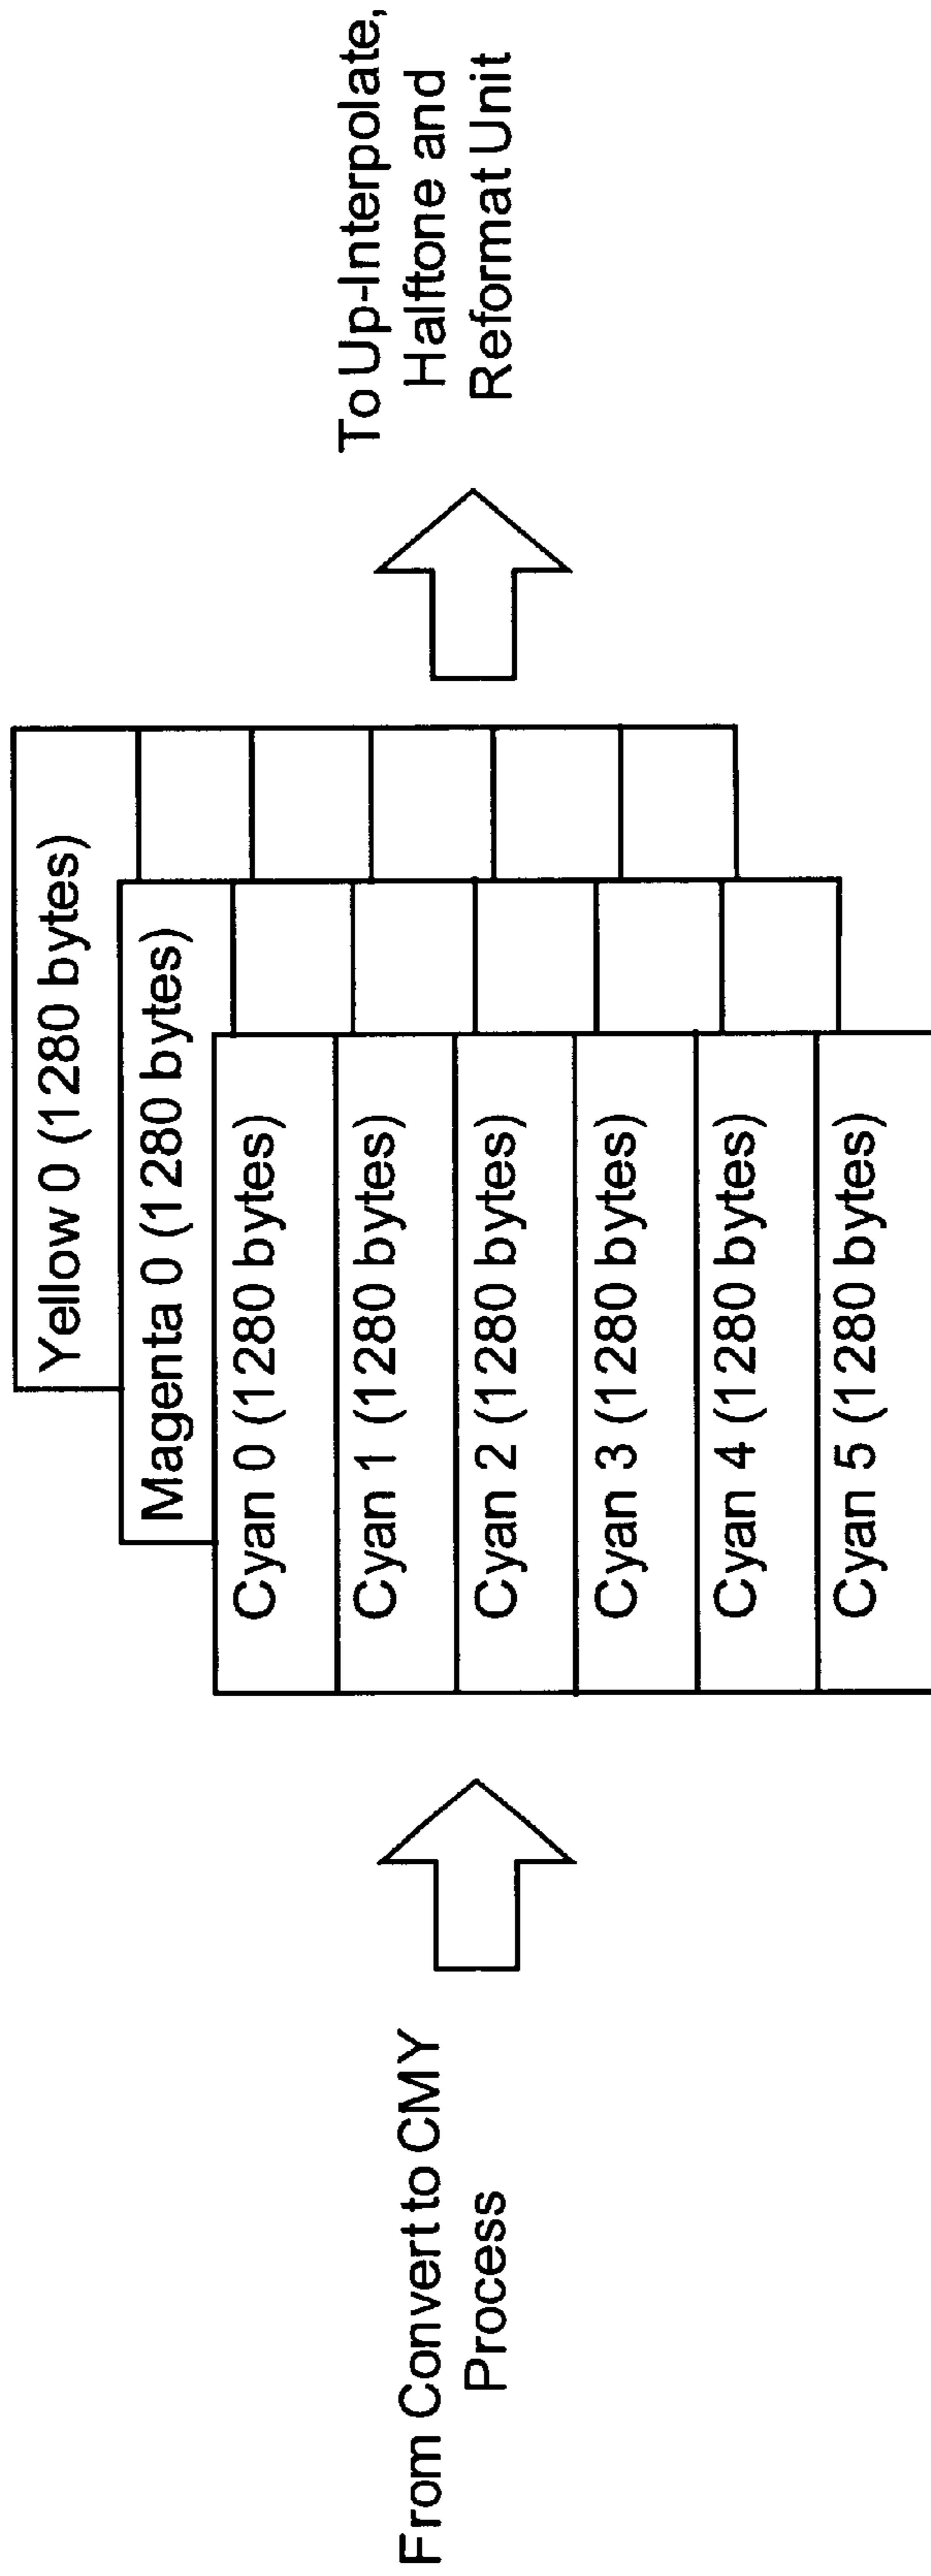 From Convert to CMY
Process
Yellow 0 (1280 bytes)
Magenta 0 (1280 bytes)
Cyan 0 (1280 bytes)
Cyan 1 (1280 bytes)
Cyan 2 (1280 bytes)
Cyan 3 (1280 bytes)
Cyan 4 (1280 bytes)
Cyan 5 (1280 bytes)
To Up-Interpolate,
Halftone and
Reformat Unit